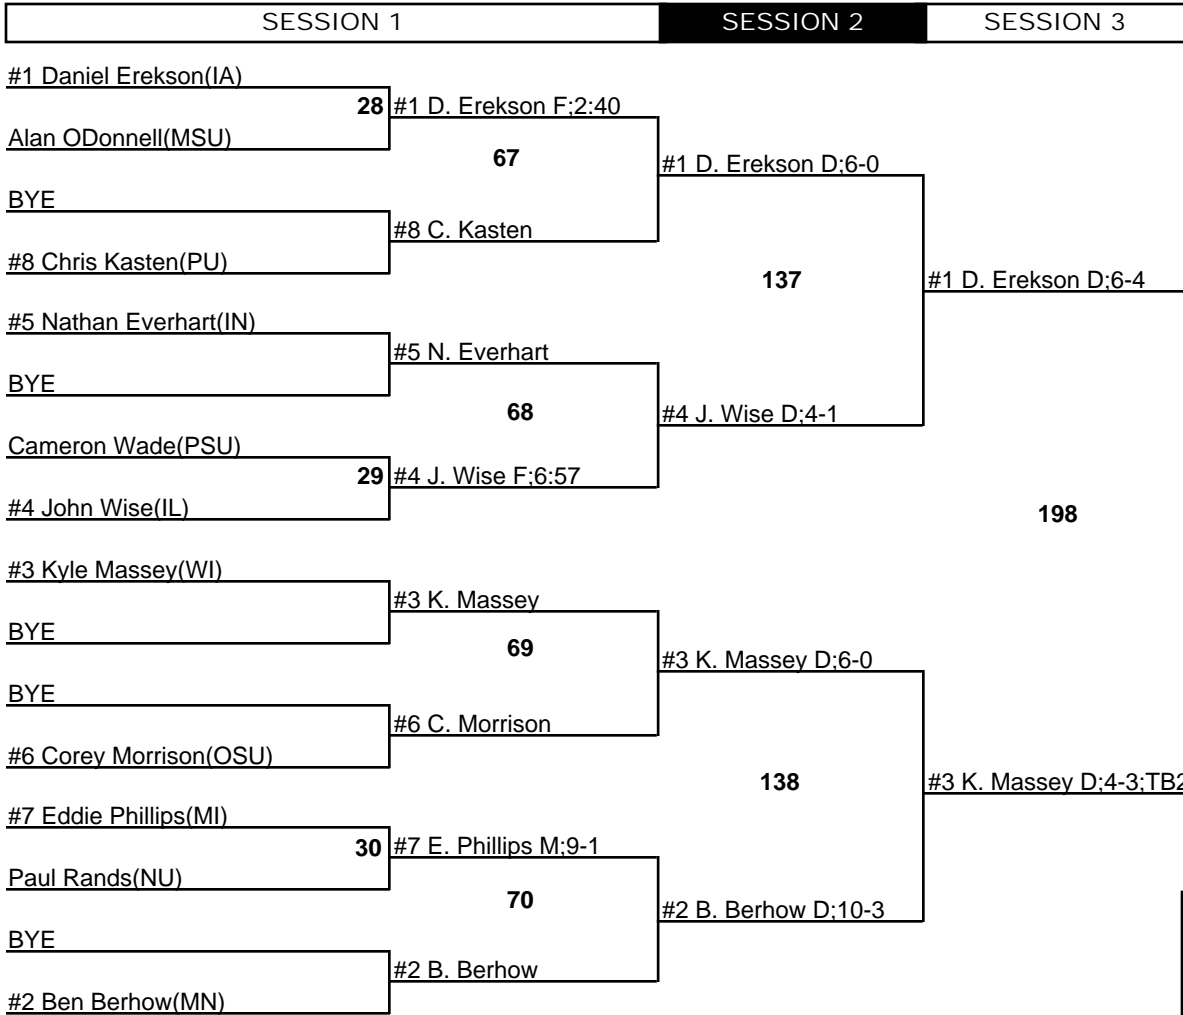 SESSION 1
SESSION 2
SESSION 3
#1 Daniel Erekson(IA)
28
#1 D. Erekson F;2:40
Alan ODonnell(MSU)
67
#1 D. Erekson D;6-0
BYE
#8 C. Kasten
#8 Chris Kasten(PU)
137
#1 D. Erekson D;6-4
#5 Nathan Everhart(IN)
#5 N. Everhart
BYE
68
#4 J. Wise D;4-1
Cameron Wade(PSU)
29
#4 J. Wise F;6:57
#4 John Wise(IL)
198
#3 Kyle Massey(WI)
#3 K. Massey
BYE
69
#3 K. Massey D;6-0
BYE
#6 C. Morrison
#6 Corey Morrison(OSU)
138
#3 K. Massey D;4-3;TB2
#7 Eddie Phillips(MI)
30
#7 E. Phillips M;9-1
Paul Rands(NU)
70
#2 B. Berhow D;10-3
BYE
#2 B. Berhow
#2 Ben Berhow(MN)